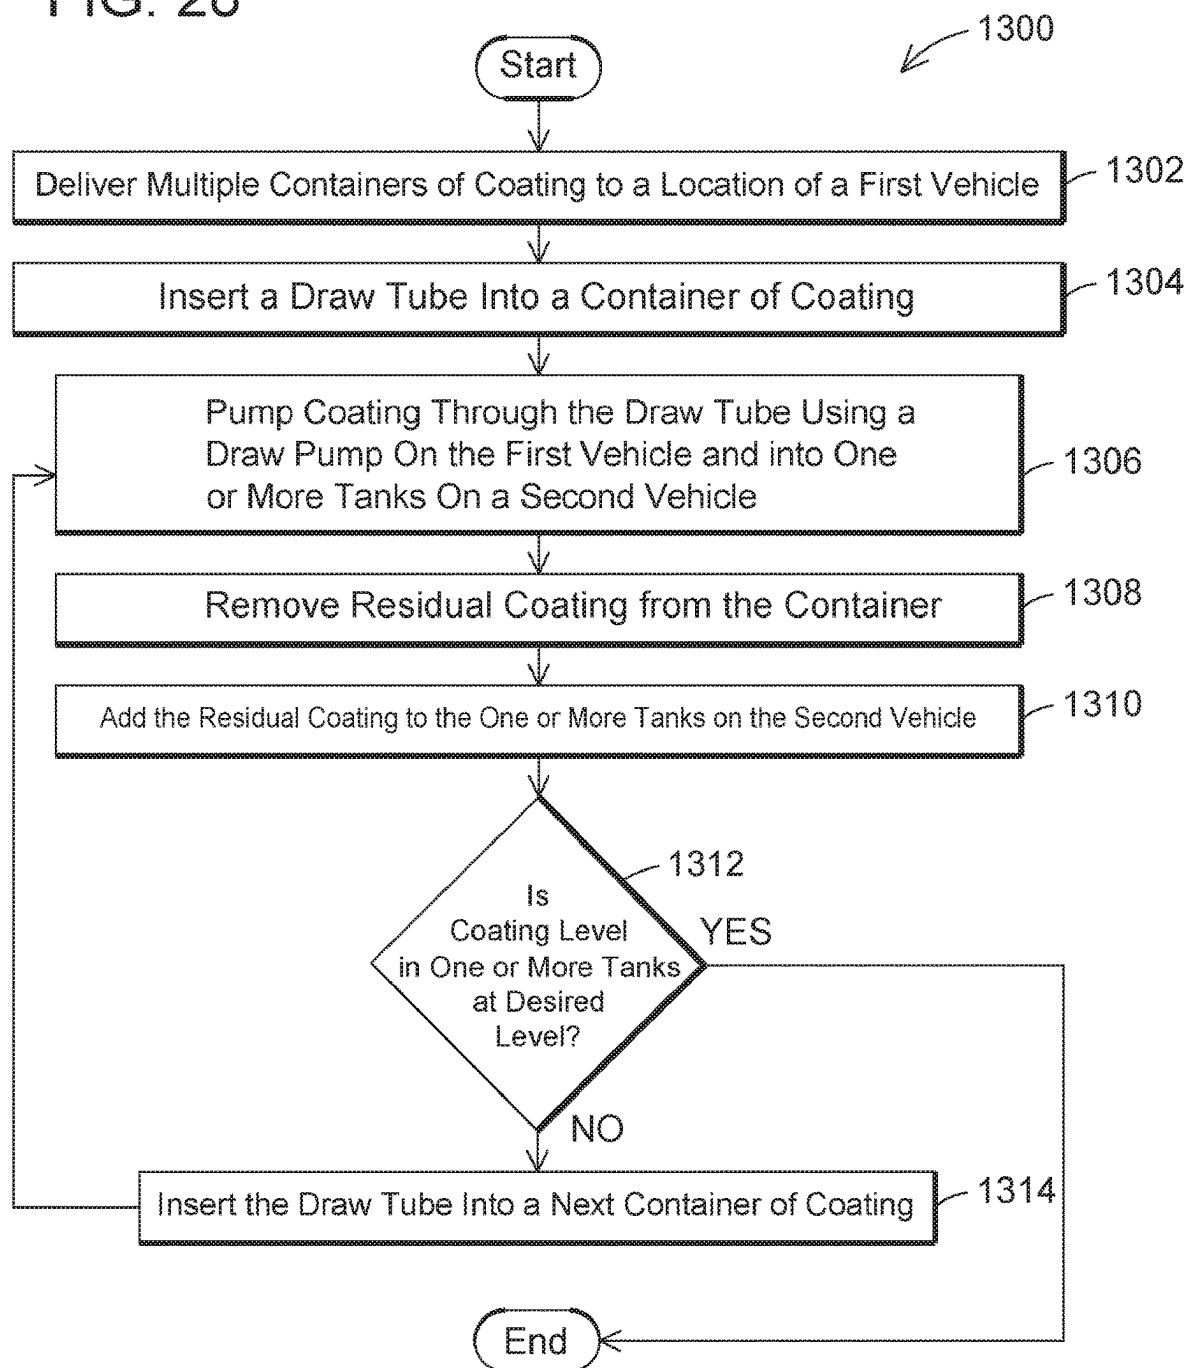 FIG. 28
1300
Start
Deliver Multiple Containers of Coating to a Location of a First Vehicle
1302
Insert a Draw Tube Into a Container of Coating
1304
Pump Coating Through the Draw Tube Using a
Draw Pump On the First Vehicle and into One
or More Tanks On a Second Vehicle
1306
Remove Residual Coating from the Container
1308
Add the Residual Coating to the One or More Tanks on the Second Vehicle
1310
1312
Is
Coating Level
in One or More Tanks
at Desired
Level?
YES
NO
Insert the Draw Tube Into a Next Container of Coating
1314
End